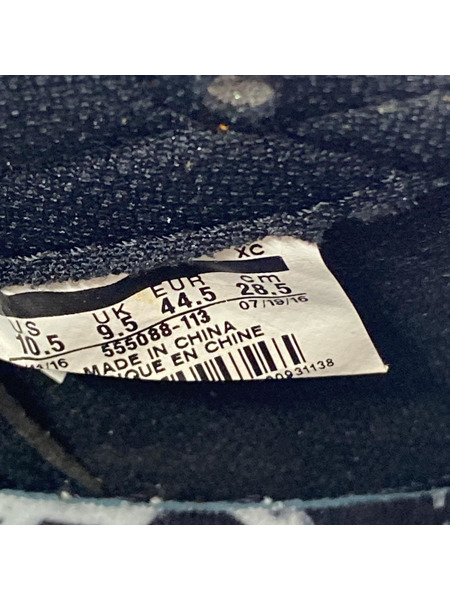 XC
US UK EUR cm
10.5 9.5 44.5 28.5
07/19/16
555088-113
MADE IN CHINA
EN CHINE